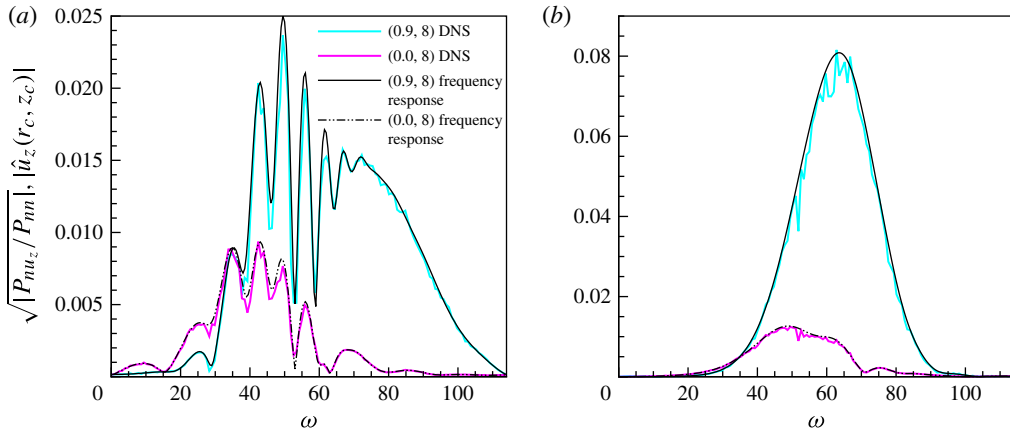 (a)
0.025
0.020
0.015
0.010
0.005
√|P_{nu_z}/P_{nn}|, |û_z(r_c, z_c)|
(0.9, 8) DNS
(0.0, 8) DNS
(0.9, 8) frequency
response
(0.0, 8) frequency
response
0 20 40 60 80 100
ω
(b)
0.08
0.06
0.04
0.02
0 20 40 60 80 100
ω